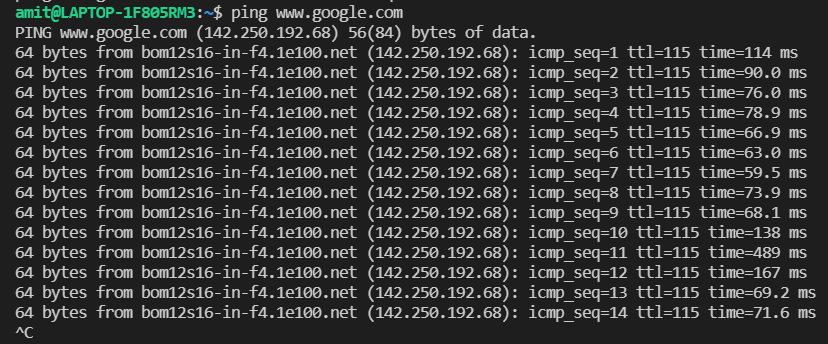 amit@LAPTOP-1F805RM3:~$ ping www.google.com
PING www.google.com (142.250.192.68) 56(84) bytes of data.
64 bytes from bom12s16-in-f4.1e100.net (142.250.192.68): icmp_seq=1 ttl=115 time=114 ms
64 bytes from bom12s16-in-f4.1e100.net (142.250.192.68): icmp_seq=2 ttl=115 time=90.0 ms
64 bytes from bom12s16-in-f4.1e100.net (142.250.192.68): icmp_seq=3 ttl=115 time=76.0 ms
64 bytes from bom12s16-in-f4.1e100.net (142.250.192.68): icmp_seq=4 ttl=115 time=78.9 ms
64 bytes from bom12s16-in-f4.1e100.net (142.250.192.68): icmp_seq=5 ttl=115 time=66.9 ms
64 bytes from bom12s16-in-f4.1e100.net (142.250.192.68): icmp_seq=6 ttl=115 time=63.0 ms
64 bytes from bom12s16-in-f4.1e100.net (142.250.192.68): icmp_seq=7 ttl=115 time=59.5 ms
64 bytes from bom12s16-in-f4.1e100.net (142.250.192.68): icmp_seq=8 ttl=115 time=73.9 ms
64 bytes from bom12s16-in-f4.1e100.net (142.250.192.68): icmp_seq=9 ttl=115 time=68.1 ms
64 bytes from bom12s16-in-f4.1e100.net (142.250.192.68): icmp_seq=10 ttl=115 time=138 ms
64 bytes from bom12s16-in-f4.1e100.net (142.250.192.68): icmp_seq=11 ttl=115 time=489 ms
64 bytes from bom12s16-in-f4.1e100.net (142.250.192.68): icmp_seq=12 ttl=115 time=167 ms
64 bytes from bom12s16-in-f4.1e100.net (142.250.192.68): icmp_seq=13 ttl=115 time=69.2 ms
64 bytes from bom12s16-in-f4.1e100.net (142.250.192.68): icmp_seq=14 ttl=115 time=71.6 ms
^C